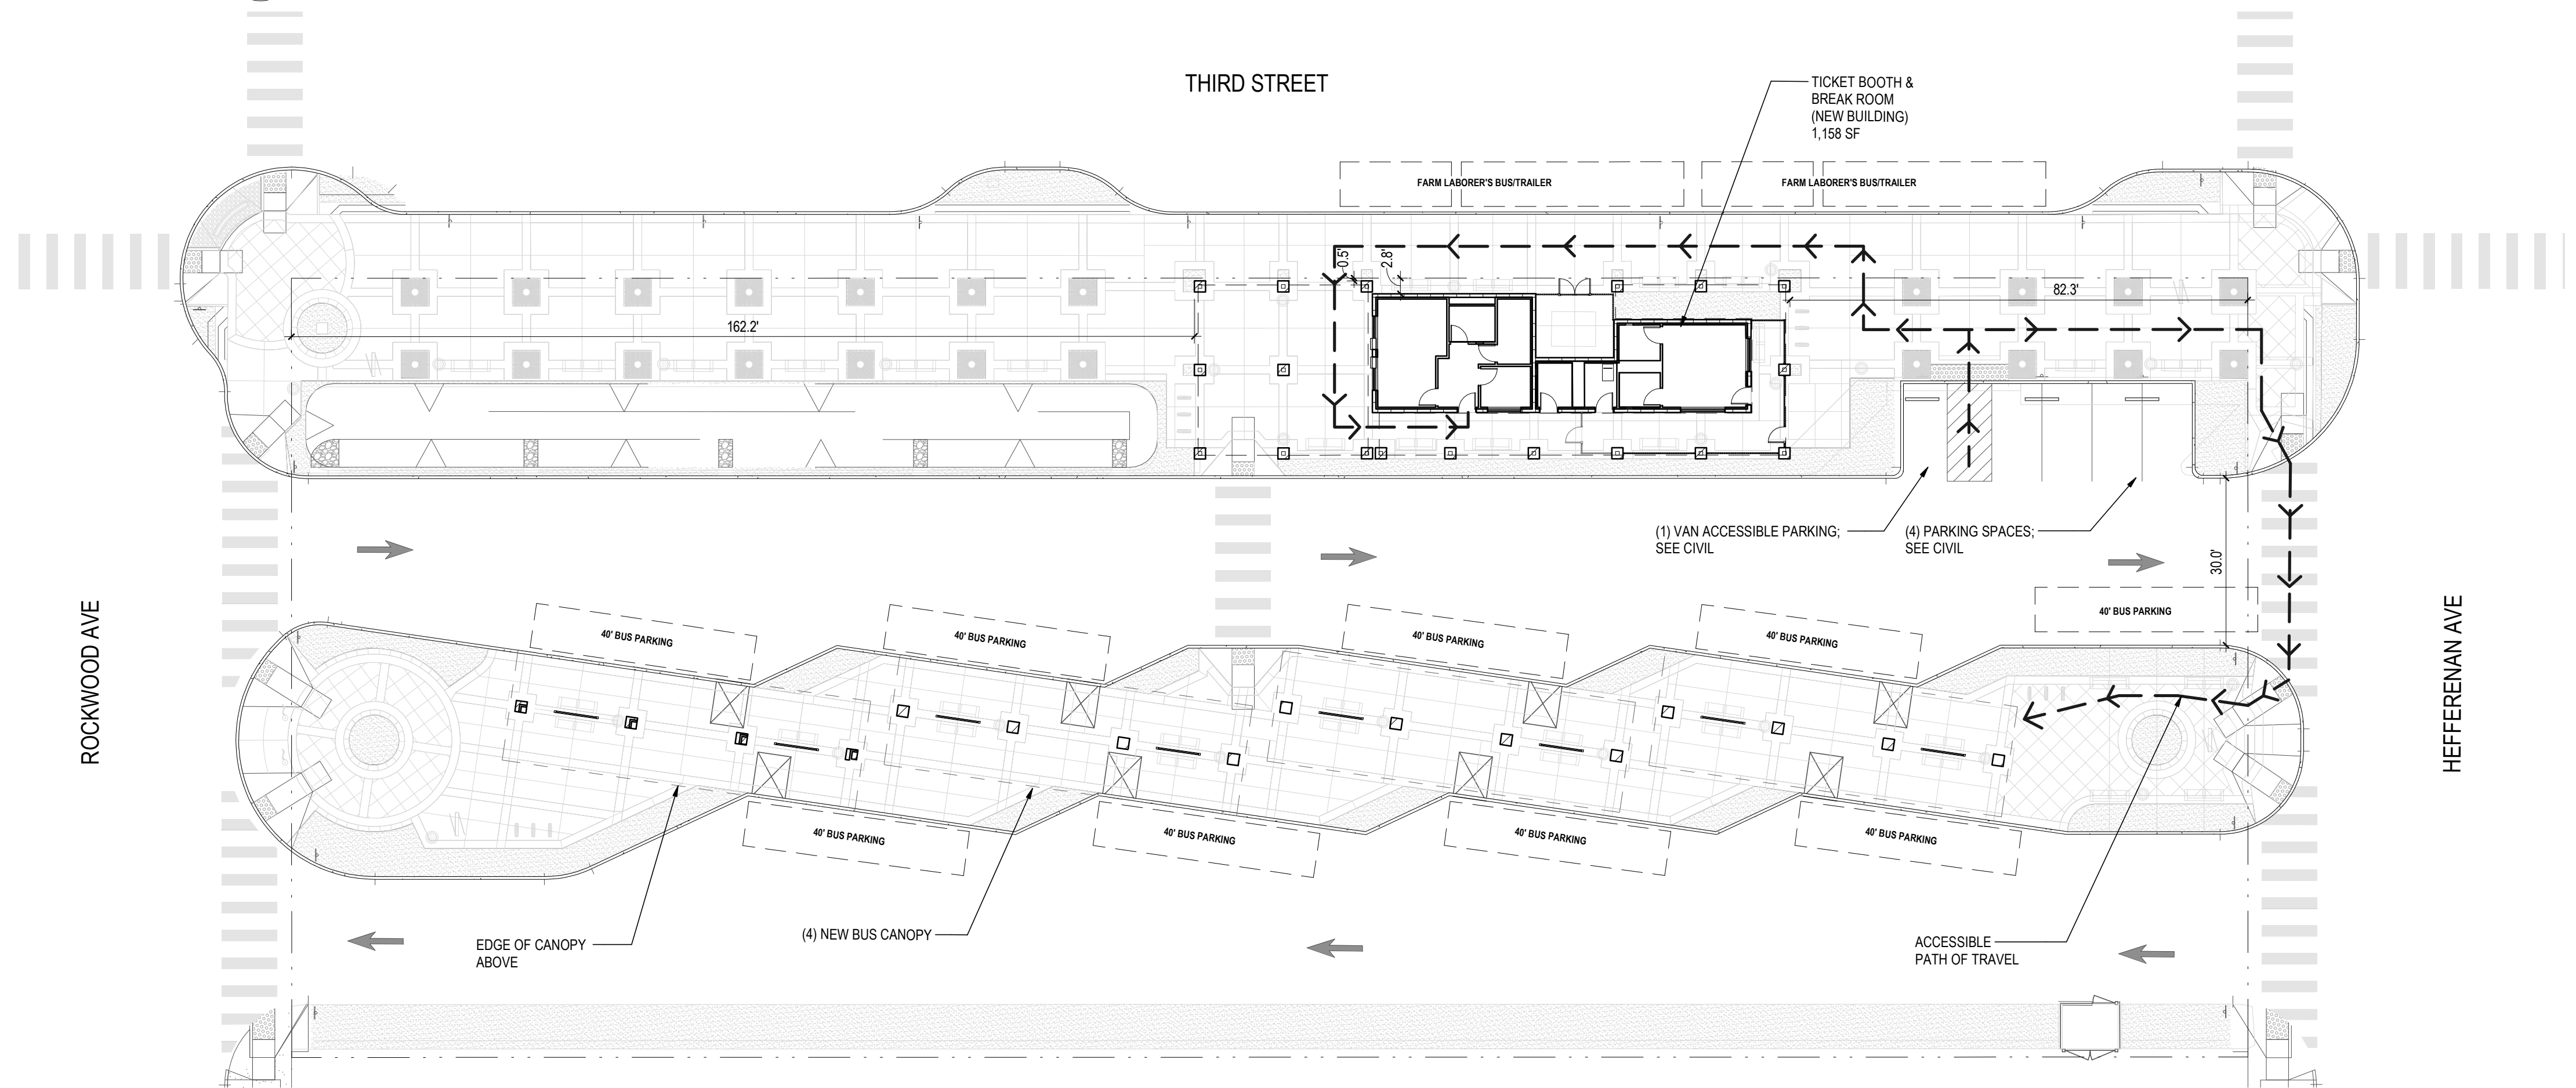 THIRD STREET
TICKET BOOTH &
BREAK ROOM
(NEW BUILDING)
1,158 SF
FARM LABORER'S BUS/TRAILER
FARM LABORER'S BUS/TRAILER
0.5'
2.8'
82.3'
162.2'
(1) VAN ACCESSIBLE PARKING;
SEE CIVIL
(4) PARKING SPACES;
SEE CIVIL
30.0'
ROCKWOOD AVE
HEFFERENAN AVE
40' BUS PARKING
40' BUS PARKING
40' BUS PARKING
40' BUS PARKING
40' BUS PARKING
40' BUS PARKING
40' BUS PARKING
40' BUS PARKING
40' BUS PARKING
EDGE OF CANOPY
ABOVE
(4) NEW BUS CANOPY
ACCESSIBLE
PATH OF TRAVEL